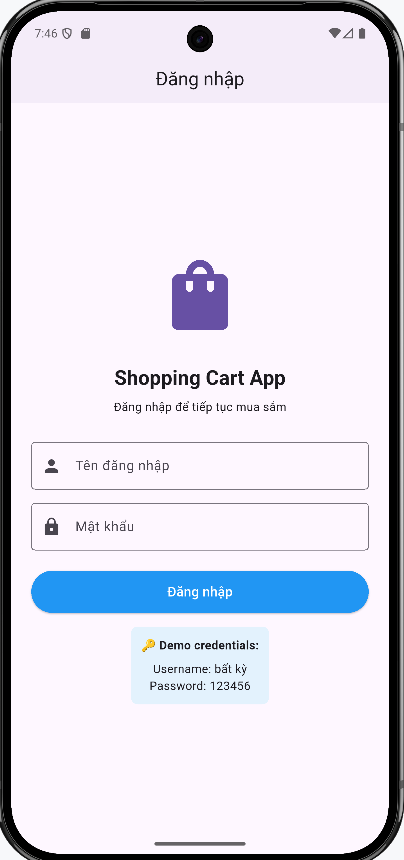 7:46
Đăng nhập
Shopping Cart App
Đăng nhập để tiếp tục mua sắm
Tên đăng nhập
Mật khẩu
Đăng nhập
🔑 Demo credentials:
Username: bất kỳ
Password: 123456